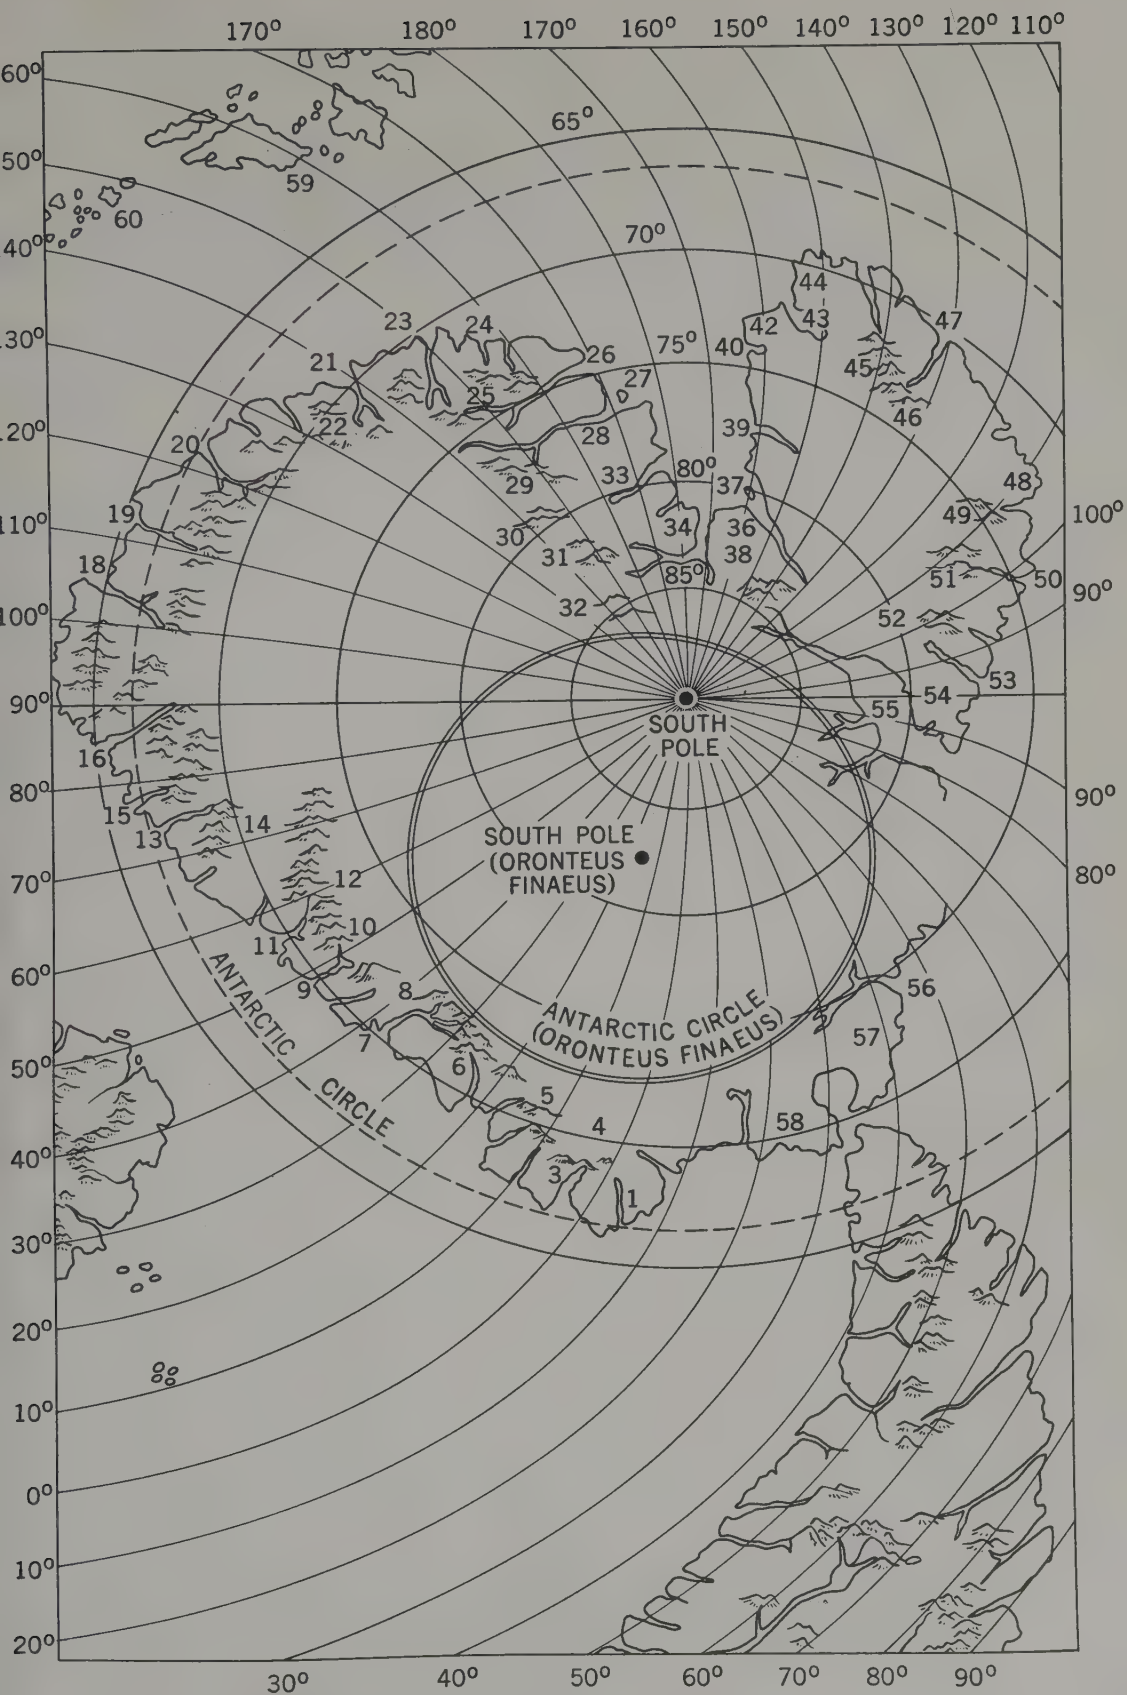 170° 180° 170° 160° 150° 140° 130° 120° 110°
60°
65°
50°
59
60
40°
70°
44
23 24 42 43 47
130°
40 75°
21 26
45
27
25 46
120° 22 28 39
20
33 80° 37 48
29
19 34 36 49 100°
110° 30
31 38
18 85° 51 50
32 90°
100° 52
53
90° 54
55
SOUTH
POLE
16
80° 90°
15
14
13 SOUTH POLE
(ORONTEUS
FINAEUS)
70° 12 80°
10
11
60° 9 8 56
ANTARCTIC CIRCLE
(ORONTEUS FINAEUS)
7 57
50° 6
ANTARCTIC
CIRCLE
5
4 58
40°
3
1
30°
20°
10°
0°
10°
20°
30° 40° 50° 60° 70° 80° 90°